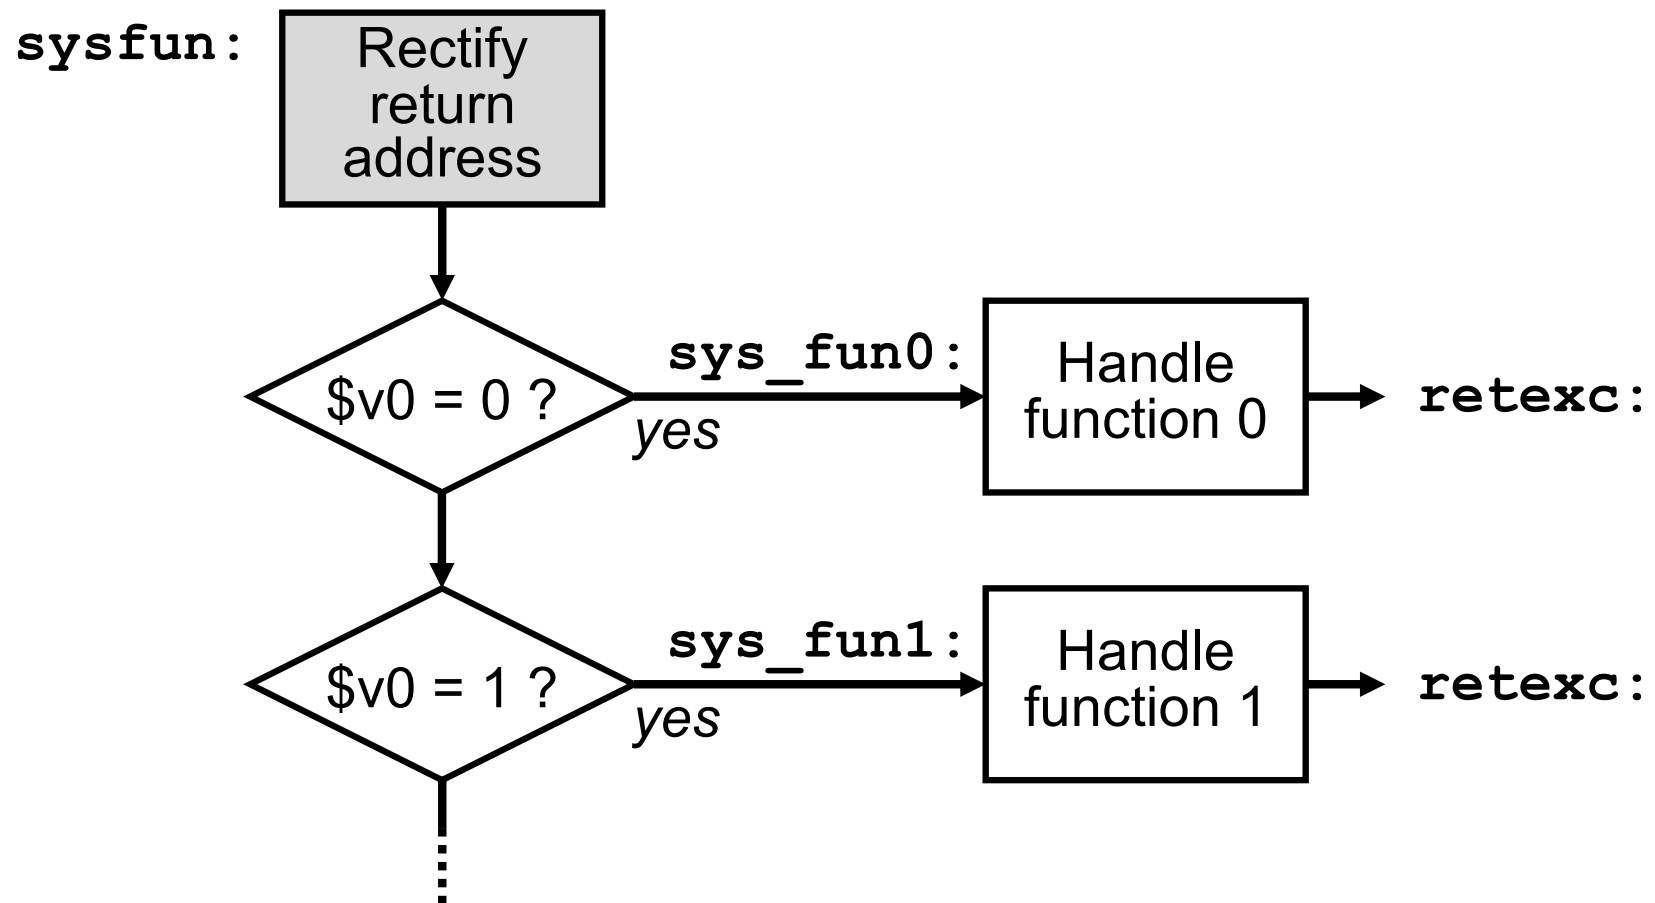 sysfun:
Rectify
return
address
$v0 = 0 ?
yes
sys_fun0:
Handle
function 0
retexc:
$v0 = 1 ?
yes
sys_fun1:
Handle
function 1
retexc: